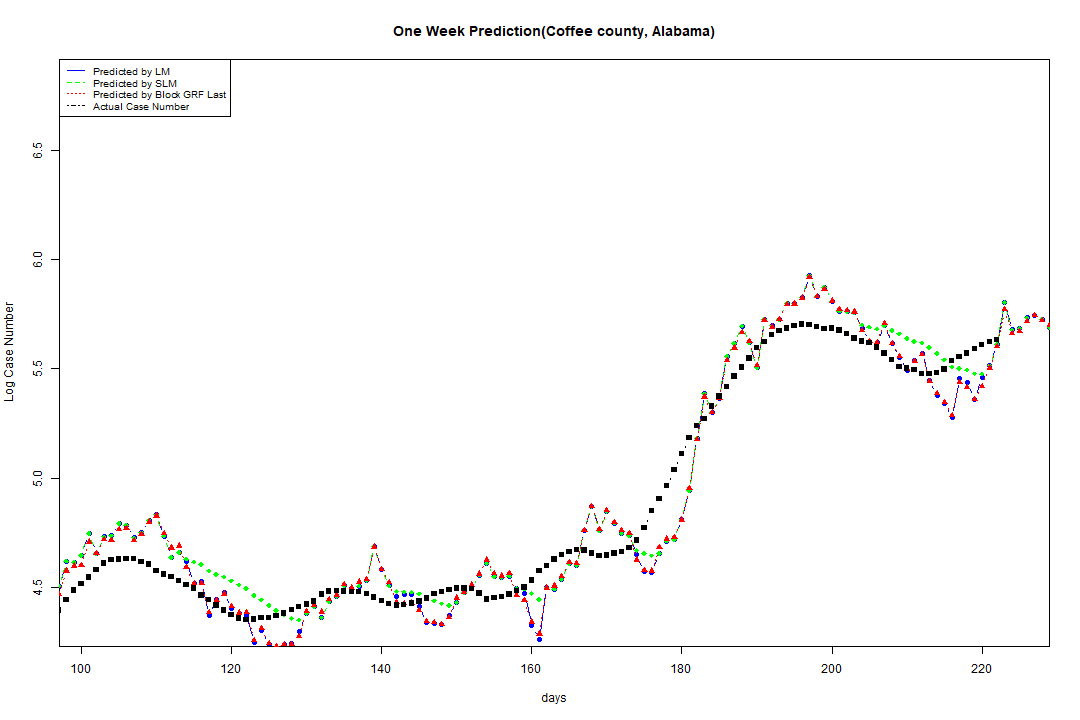 One Week Prediction(Coffee county, Alabama)
Predicted by LM
Predicted by SLM
Predicted by Block GRF Last
Actual Case Number
6.5
6.0
5.5
5.0
4.5
Log Case Number
100 120 140 160 180 200 220
days